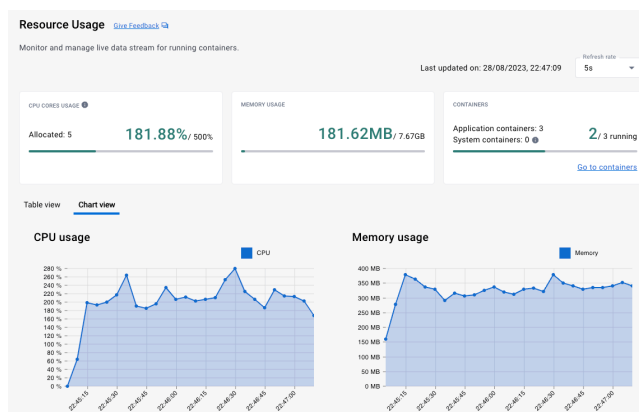 Resource Usage Give Feedback
Monitor and manage live data stream for running containers.
Last updated on: 28/08/2023, 22:47:09
Refresh rate
5s
CPU CORES USAGE
Allocated: 5 181.88% / 500%
MEMORY USAGE
181.62MB / 7.67GB
CONTAINERS
Application containers: 3
System containers: 0
2 / 3 running
Go to containers
Table view Chart view
CPU usage
CPU
280 %
260 %
240 %
220 %
200 %
180 %
160 %
140 %
120 %
100 %
80 %
60 %
40 %
20 %
0 %
22:45:15 22:45:30 22:45:45 22:46:00 22:46:15 22:46:30 22:46:45 22:47:00
Memory usage
Memory
400 MB
350 MB
300 MB
250 MB
200 MB
150 MB
100 MB
50 MB
0 MB
22:45:15 22:45:30 22:45:45 22:46:00 22:46:15 22:46:30 22:46:45 22:47:00